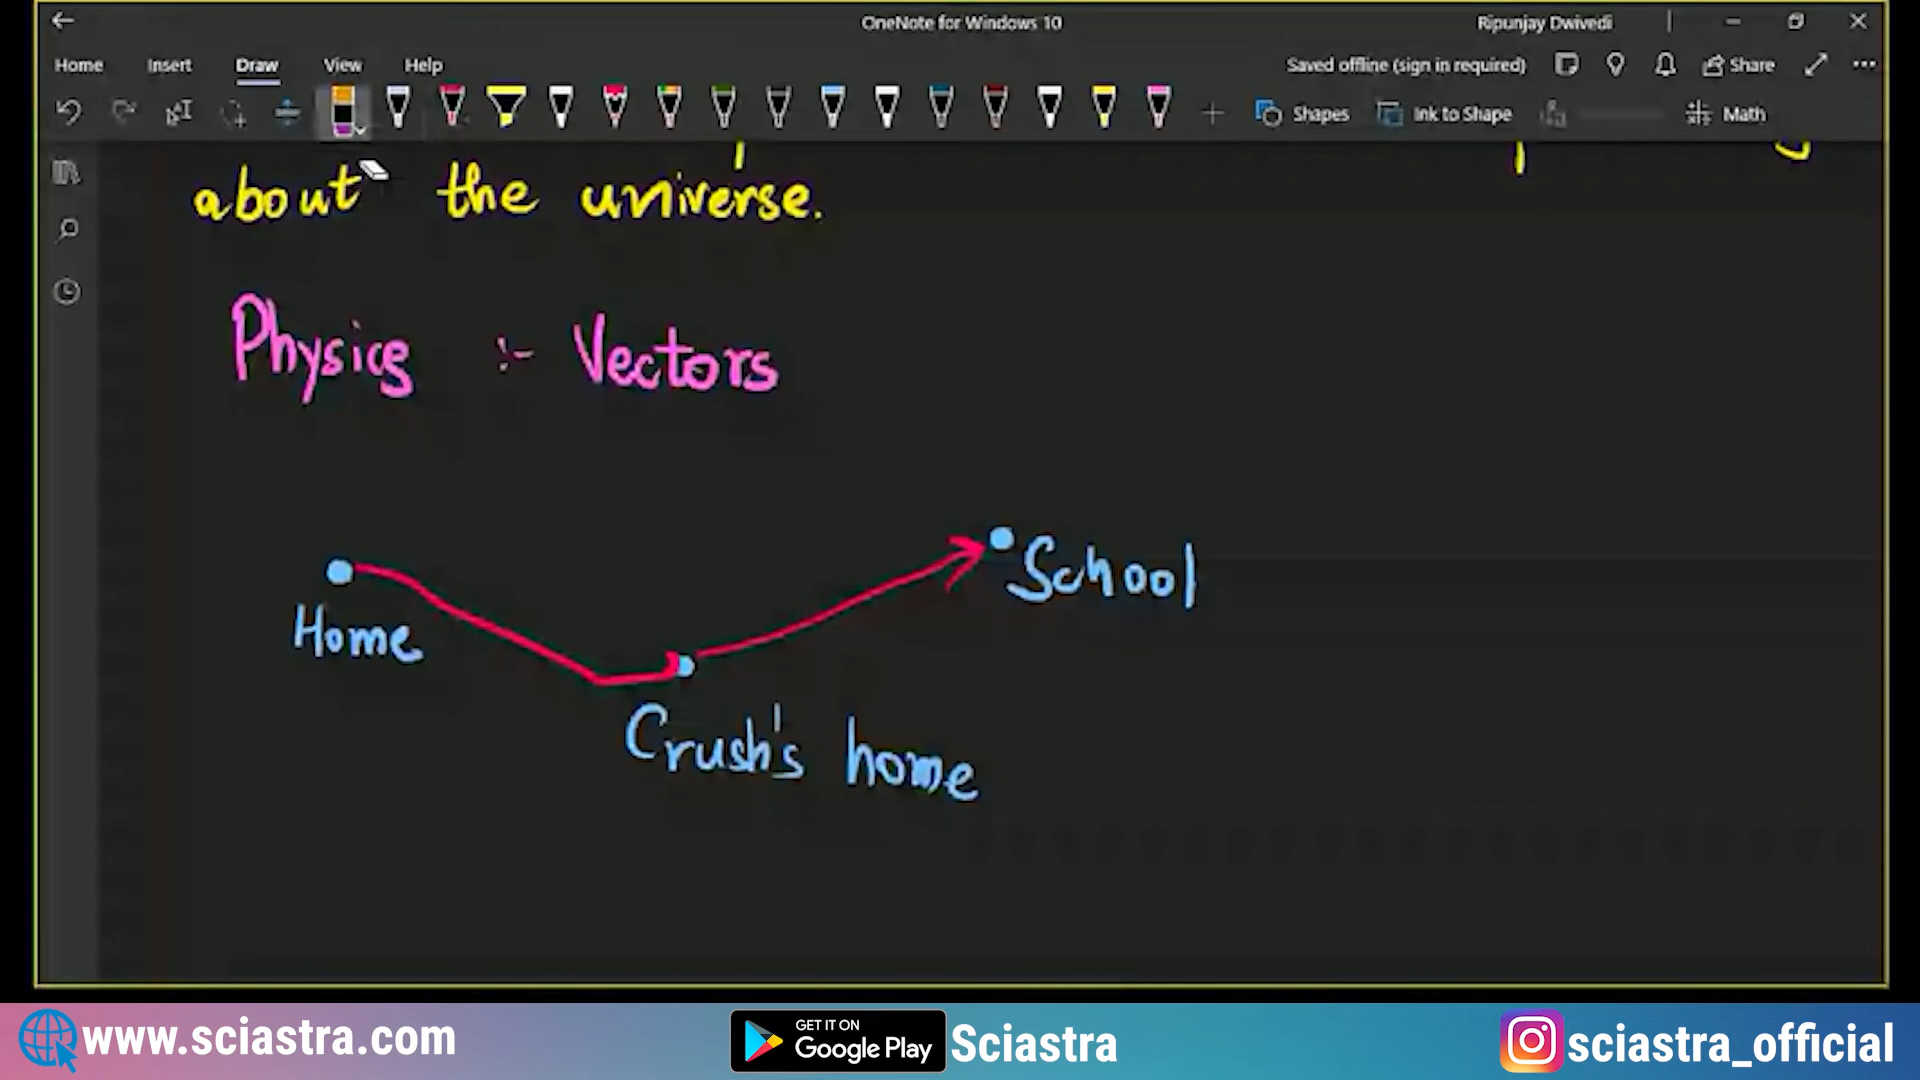 OneNote for Windows 10
Ripunjay Dwivedi
Home Insert Draw View Help
Saved offline (sign in required)
Share
Shapes
Ink to Shape
Math
about the universe.
Physics :- Vectors
School
Home
Crush's home
www.sciastra.com
GET IT ON
Google Play
Sciastra
sciastra_official